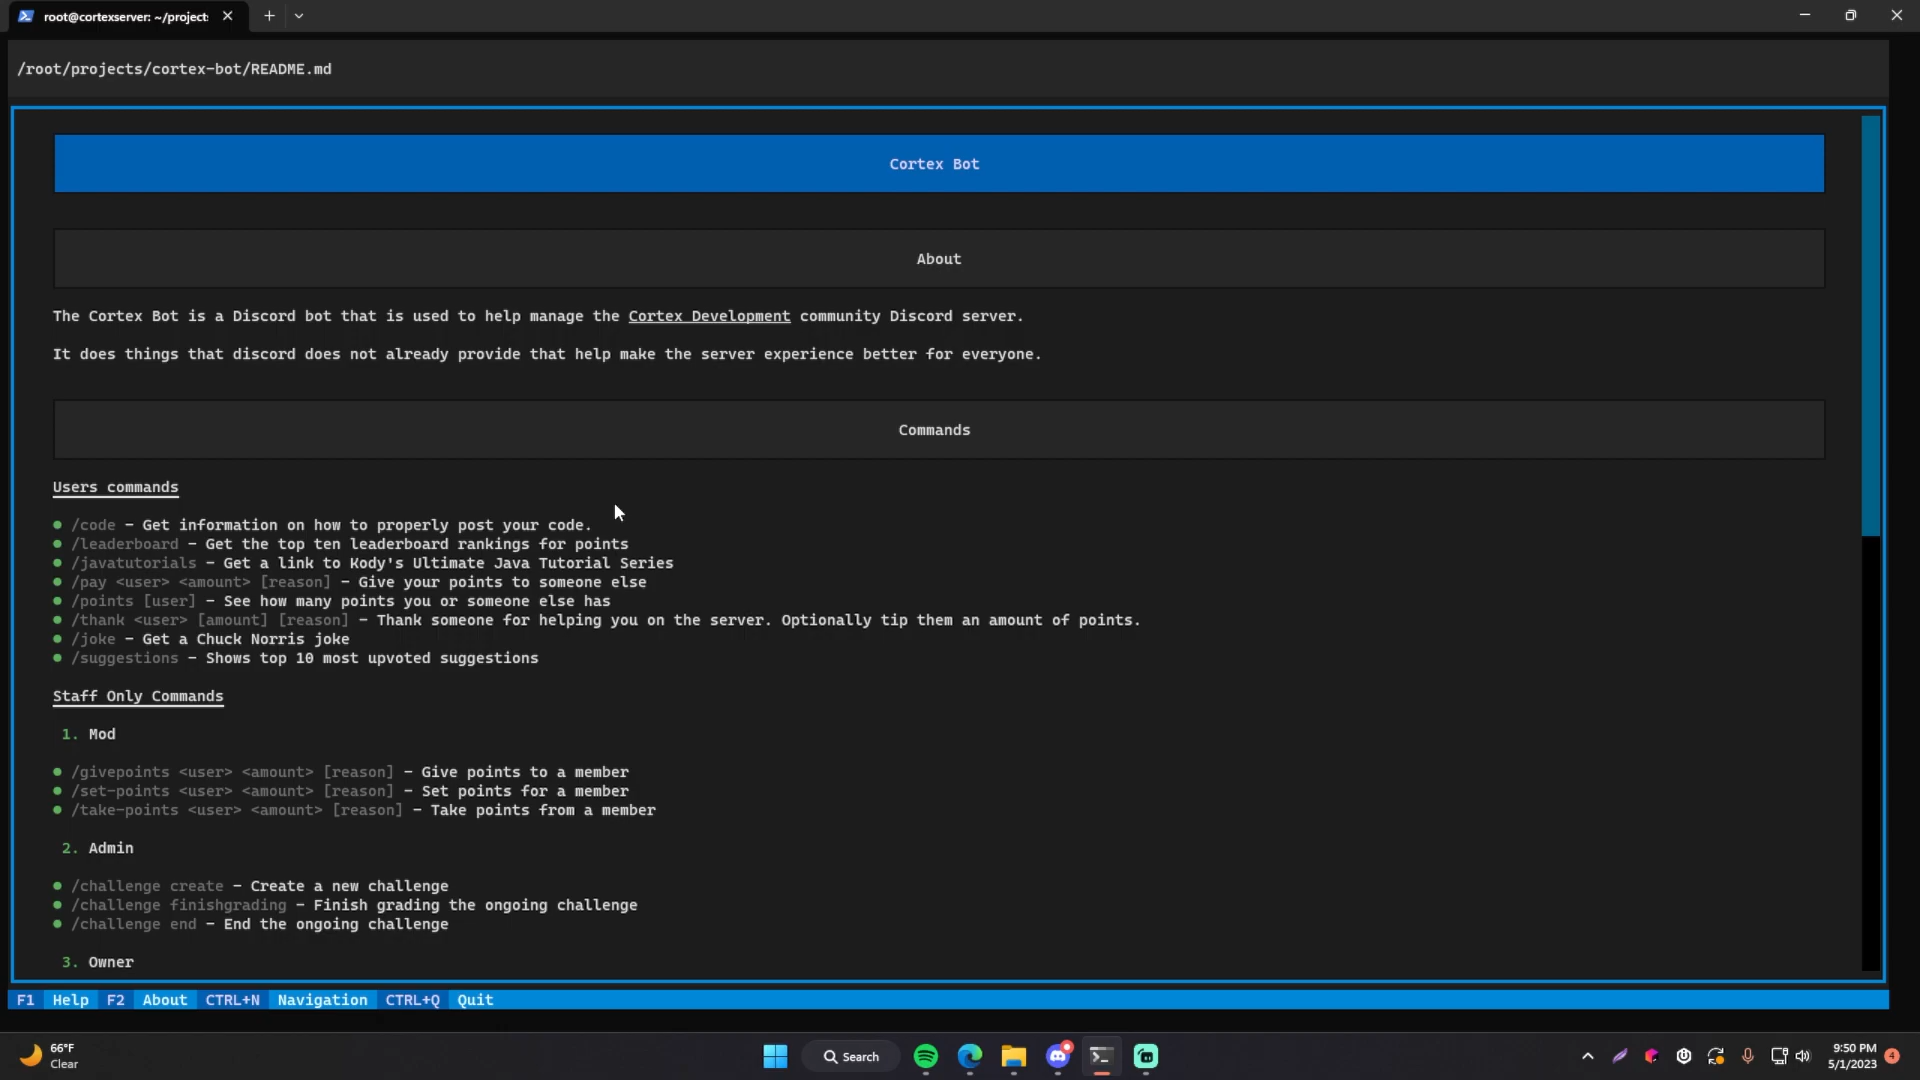 root@cortexserver: ~/project:
/root/projects/cortex-bot/README.md
Cortex Bot
About
The Cortex Bot is a Discord bot that is used to help manage the Cortex Development community Discord server.
It does things that discord does not already provide that help make the server experience better for everyone.
Commands
Users commands
● /code - Get information on how to properly post your code.
● /leaderboard - Get the top ten leaderboard rankings for points
● /javatutorials - Get a link to Kody's Ultimate Java Tutorial Series
● /pay <user> <amount> [reason] - Give your points to someone else
● /points [user] - See how many points you or someone else has
● /thank <user> [amount] [reason] - Thank someone for helping you on the server. Optionally tip them an amount of points.
● /joke - Get a Chuck Norris joke
● /suggestions - Shows top 10 most upvoted suggestions
Staff Only Commands
1. Mod
● /givepoints <user> <amount> [reason] - Give points to a member
● /set-points <user> <amount> [reason] - Set points for a member
● /take-points <user> <amount> [reason] - Take points from a member
2. Admin
● /challenge create - Create a new challenge
● /challenge finishgrading - Finish grading the ongoing challenge
● /challenge end - End the ongoing challenge
3. Owner
F1 Help F2 About CTRL+N Navigation CTRL+Q Quit
66°F
Clear
Search
9:50 PM
5/1/2023
4